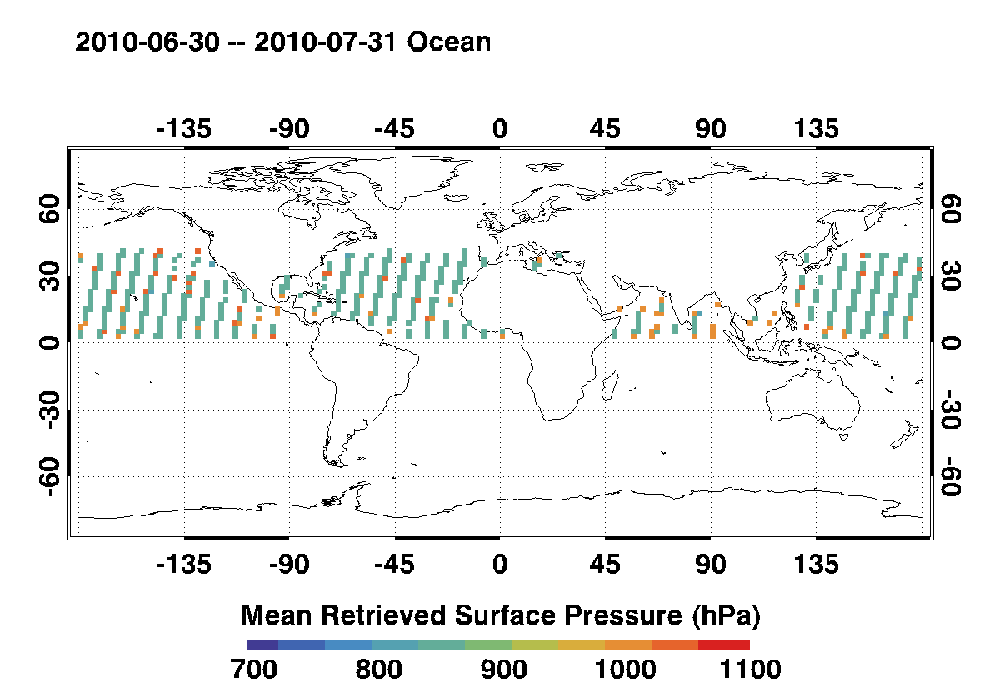 2010-06-30 -- 2010-07-31 Ocean
-135 -90 -45 0 45 90 135
60 60
30 30
0 0
-30 -30
-60 -60
-135 -90 -45 0 45 90 135
Mean Retrieved Surface Pressure (hPa)
700 800 900 1000 1100